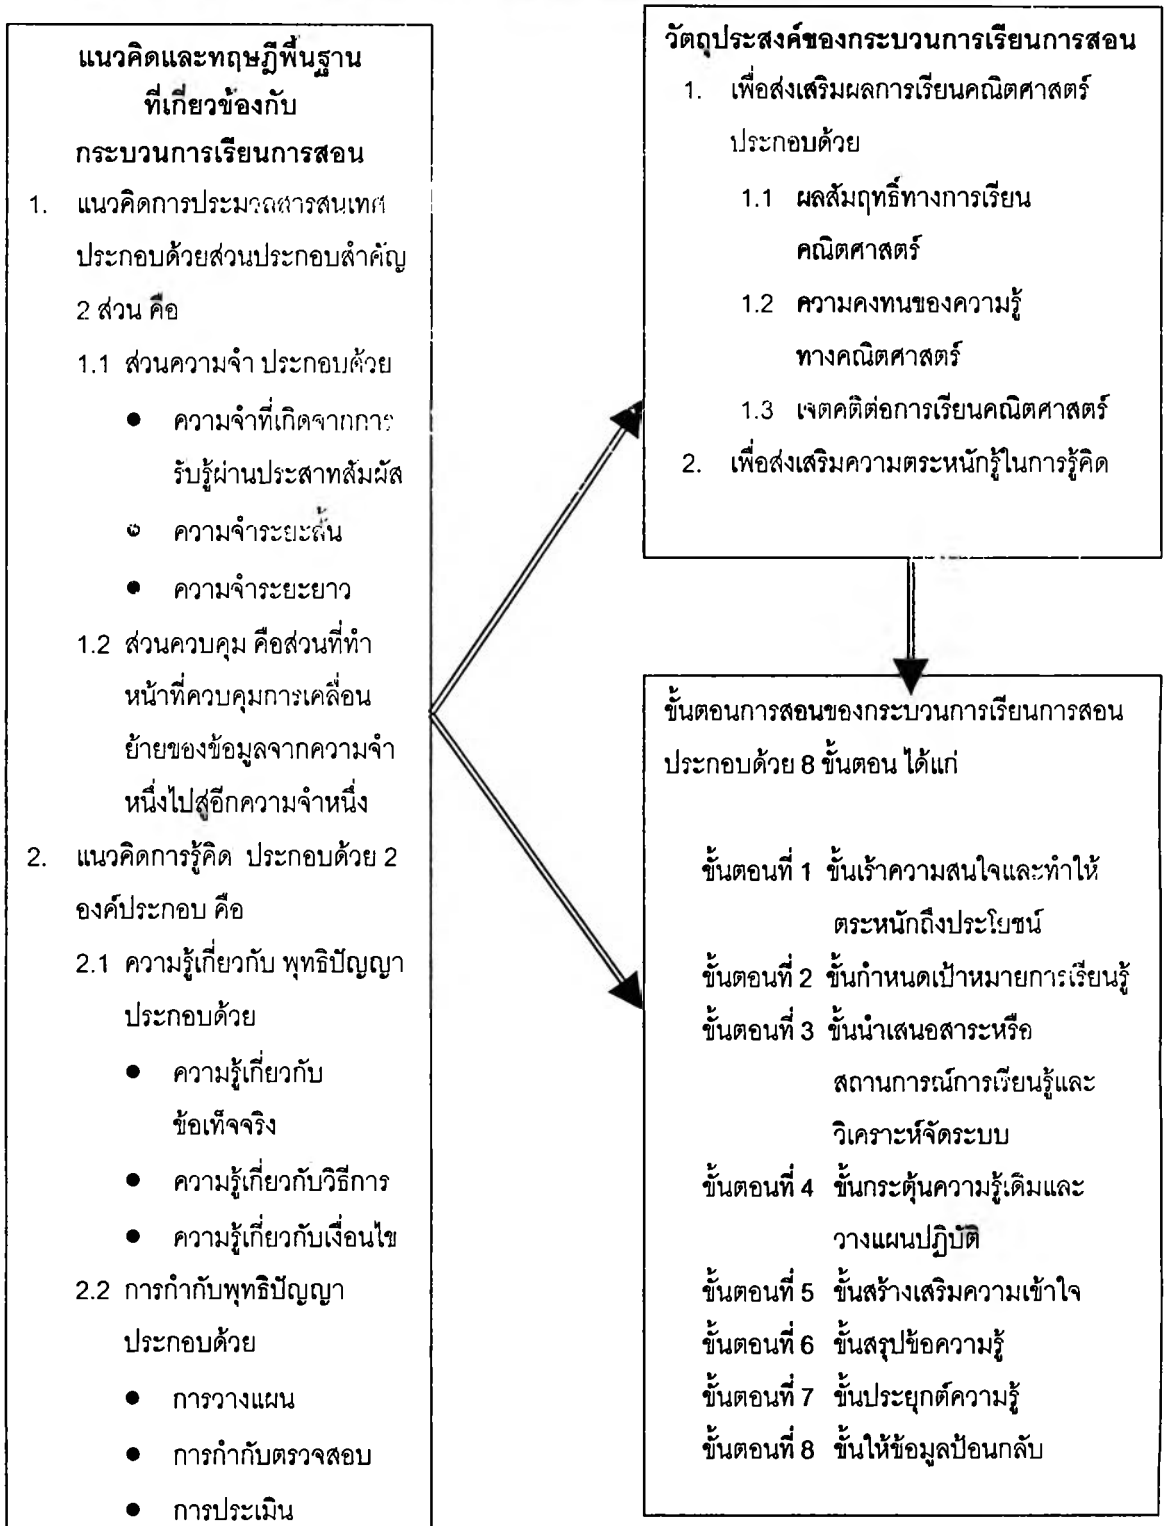 แนวคิดและทฤษฎีพื้นฐาน
ที่เกี่ยวข้องกับ
กระบวนการเรียนการสอน
1. แนวคิดการประมวลสารสนเทศ
ประกอบด้วยส่วนประกอบสำคัญ
2 ส่วน คือ
1.1 ส่วนความจำ ประกอบด้วย
● ความจำที่เกิดจากการ
รับรู้ผ่านประสาทสัมผัส
● ความจำระยะสั้น
● ความจำระยะยาว
1.2 ส่วนควบคุม คือส่วนที่ทำ
หน้าที่ควบคุมการเคลื่อน
ย้ายของข้อมูลจากความจำ
หนึ่งไปสู่อีกความจำหนึ่ง
2. แนวคิดการรู้คิด ประกอบด้วย 2
องค์ประกอบ คือ
2.1 ความรู้เกี่ยวกับ พุทธิปัญญา
ประกอบด้วย
● ความรู้เกี่ยวกับ
ข้อเท็จจริง
● ความรู้เกี่ยวกับวิธีการ
● ความรู้เกี่ยวกับเงื่อนไข
2.2 การกำกับพุทธิปัญญา
ประกอบด้วย
● การวางแผน
● การกำกับตรวจสอบ
● การประเมิน
วัตถุประสงค์ของกระบวนการเรียนการสอน
1. เพื่อส่งเสริมผลการเรียนคณิตศาสตร์
ประกอบด้วย
1.1 ผลสัมฤทธิ์ทางการเรียน
คณิตศาสตร์
1.2 ความคงทนของความรู้
ทางคณิตศาสตร์
1.3 เจตคติต่อการเรียนคณิตศาสตร์
2. เพื่อส่งเสริมความตระหนักรู้ในการรู้คิด
ขั้นตอนการสอนของกระบวนการเรียนการสอน
ประกอบด้วย 8 ขั้นตอน ได้แก่
ขั้นตอนที่ 1 ขั้นเร้าความสนใจและทำให้
ตระหนักถึงประโยชน์
ขั้นตอนที่ 2 ขั้นกำหนดเป้าหมายการเรียนรู้
ขั้นตอนที่ 3 ขั้นนำเสนอสาระหรือ
สถานการณ์การเรียนรู้และ
วิเคราะห์จัดระบบ
ขั้นตอนที่ 4 ขั้นกระตุ้นความรู้เดิมและ
วางแผนปฏิบัติ
ขั้นตอนที่ 5 ขั้นสร้างเสริมความเข้าใจ
ขั้นตอนที่ 6 ขั้นสรุปข้อความรู้
ขั้นตอนที่ 7 ขั้นประยุกต์ความรู้
ขั้นตอนที่ 8 ขั้นให้ข้อมูลป้อนกลับ